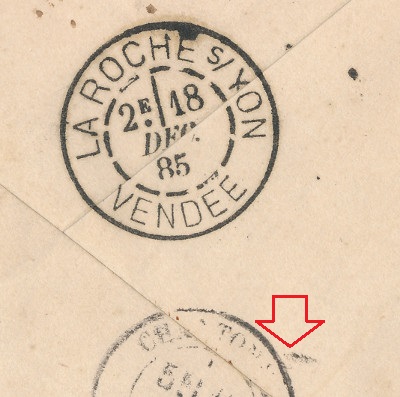 LA ROCHE S/ YON
2E 18
DEC.
85
VENDÉE